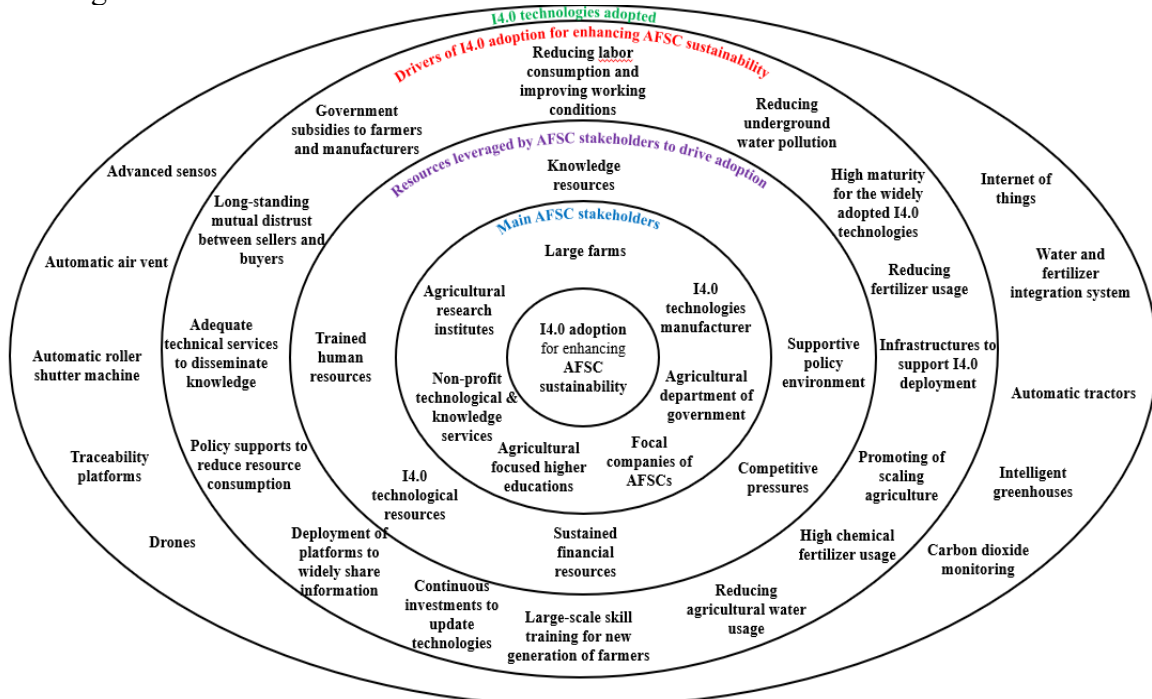 I4.0 technologies adopted
Drivers of I4.0 adoption for enhancing AFSC sustainability
Reducing labor
consumption and
improving working
conditions
Government
subsidies to farmers
and manufacturers
Reducing
underground
water pollution
Resources leveraged by AFSC stakeholders to drive adoption
Knowledge
resources
Advanced sensos
High maturity
for the widely
adopted I4.0
technologies
Internet of
things
Long-standing
mutual distrust
between sellers and
buyers
Main AFSC stakeholders
Large farms
Automatic air vent
Reducing
fertilizer usage
Water and
fertilizer
integration system
Agricultural
research
institutes
I4.0
technologies
manufacturer
Adequate
technical services
to disseminate
knowledge
Trained
human
resources
I4.0 adoption
for enhancing
AFSC
sustainability
Supportive
policy
environment
Infrastructures to
support I4.0
deployment
Automatic roller
shutter machine
Non-profit
technological &
knowledge
services
Agricultural
department of
government
Automatic tractors
Agricultural
focused higher
educations
Focal
companies of
AFSCs
Policy supports to
reduce resource
consumption
Traceability
platforms
I4.0
technological
resources
Competitive
pressures
Promoting of
scaling
agriculture
Intelligent
greenhouses
Drones
Deployment of
platforms to
widely share
information
Sustained
financial
resources
High chemical
fertilizer usage
Carbon dioxide
monitoring
Continuous
investments to
update
technologies
Large-scale skill
training for new
generation of farmers
Reducing
agricultural water
usage